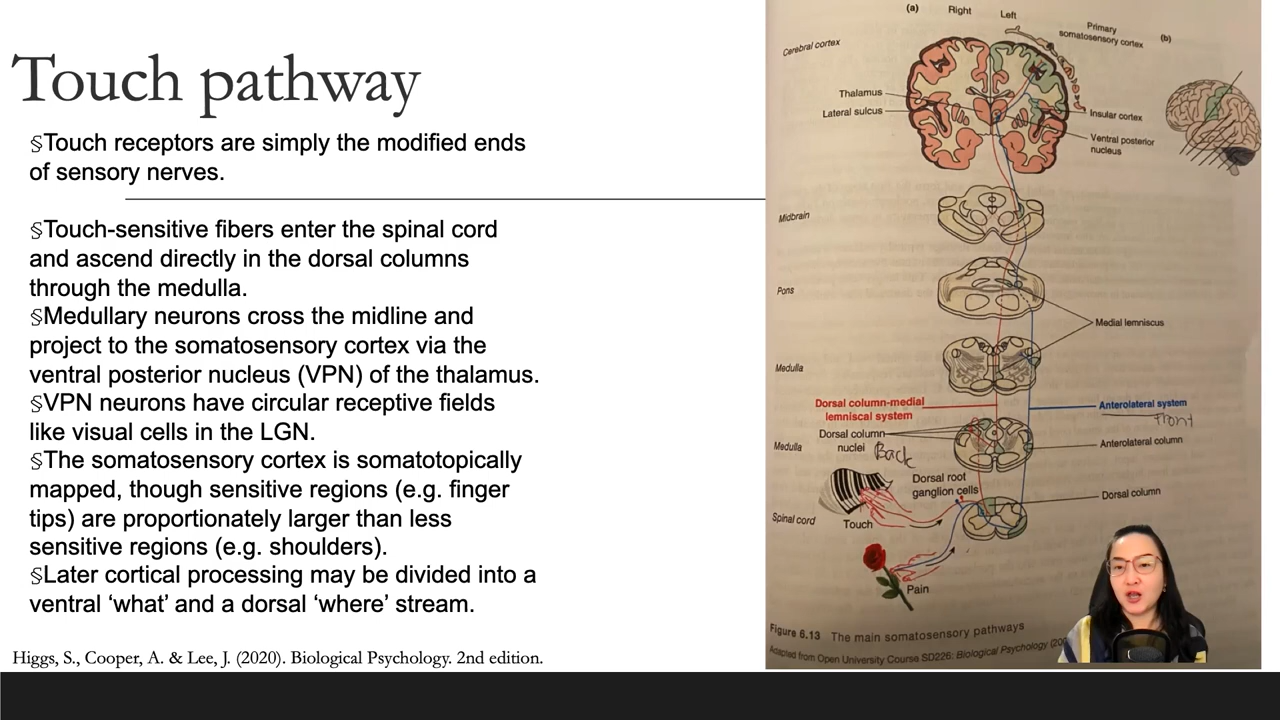 Touch pathway
§Touch receptors are simply the modified ends
of sensory nerves.
§Touch-sensitive fibers enter the spinal cord
and ascend directly in the dorsal columns
through the medulla.
§Medullary neurons cross the midline and
project to the somatosensory cortex via the
ventral posterior nucleus (VPN) of the thalamus.
§VPN neurons have circular receptive fields
like visual cells in the LGN.
§The somatosensory cortex is somatotopically
mapped, though sensitive regions (e.g. finger
tips) are proportionately larger than less
sensitive regions (e.g. shoulders).
§Later cortical processing may be divided into a
ventral ‘what’ and a dorsal ‘where’ stream.
Higgs, S., Cooper, A. & Lee, J. (2020). Biological Psychology. 2nd edition.
(a) Right Left
Primary
somatosensory cortex
(b)
Cerebral cortex
Thalamus
Lateral sulcus
Insular cortex
Ventral posterior
nucleus
Midbrain
Pons
Medial lemniscus
Medulla
Dorsal column-medial
lemniscal system
Anterolateral system
Front
Dorsal column
nuclei
Back
Medulla
Anterolateral column
Dorsal root
ganglion cells
Dorsal column
Spinal cord
Touch
Pain
Figure 6.13 The main somatosensory pathways
Adapted from Open University Course SD226: Biological Psychology